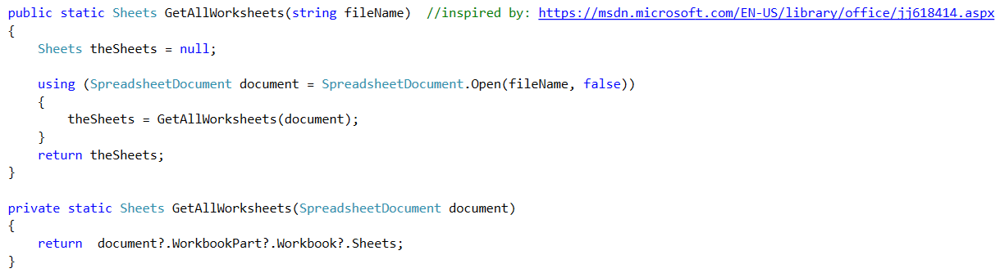 public static Sheets GetAllWorksheets(string fileName)  //inspired by: https://msdn.microsoft.com/EN-US/library/office/jj618414.aspx
{
    Sheets theSheets = null;

    using (SpreadsheetDocument document = SpreadsheetDocument.Open(fileName, false))
    {
        theSheets = GetAllWorksheets(document);
    }
    return theSheets;
}

private static Sheets GetAllWorksheets(SpreadsheetDocument document)
{
    return  document?.WorkbookPart?.Workbook?.Sheets;
}